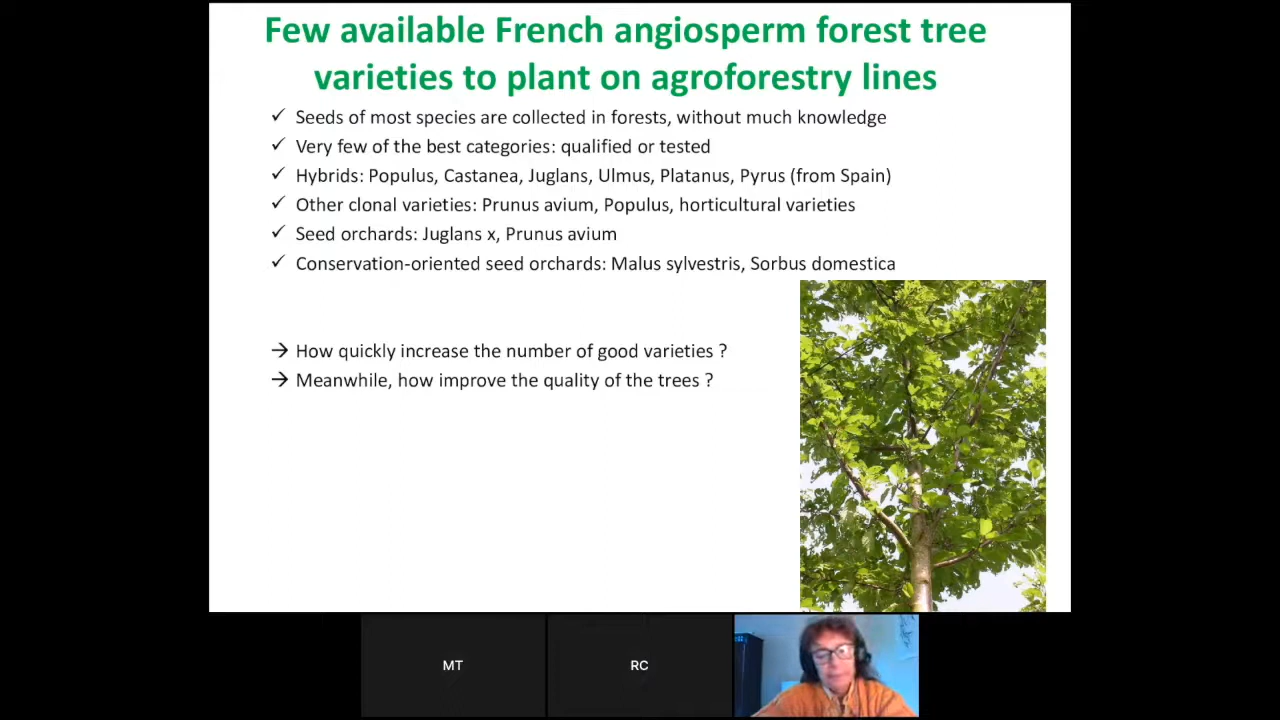 Few available French angiosperm forest tree
varieties to plant on agroforestry lines
✓ Seeds of most species are collected in forests, without much knowledge
✓ Very few of the best categories: qualified or tested
✓ Hybrids: Populus, Castanea, Juglans, Ulmus, Platanus, Pyrus (from Spain)
✓ Other clonal varieties: Prunus avium, Populus, horticultural varieties
✓ Seed orchards: Juglans x, Prunus avium
✓ Conservation-oriented seed orchards: Malus sylvestris, Sorbus domestica
→ How quickly increase the number of good varieties ?
→ Meanwhile, how improve the quality of the trees ?
MT
RC